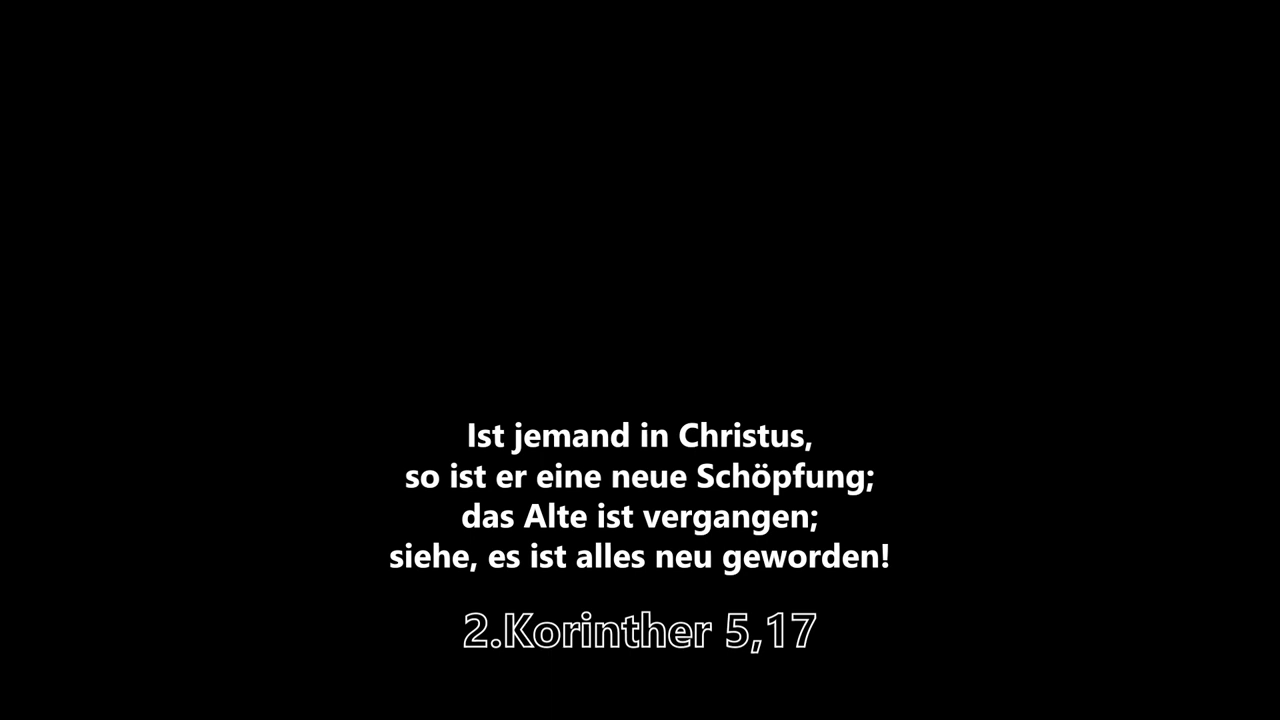 Ist jemand in Christus,
so ist er eine neue Schöpfung;
das Alte ist vergangen;
siehe, es ist alles neu geworden!
2.Korinther 5,17